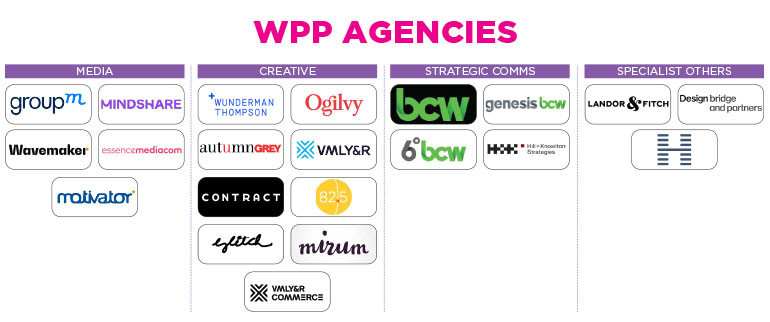 WPP AGENCIES
MEDIA
groupm
MINDSHARE
Wavemaker
essencemediacom
motivator
CREATIVE
WUNDERMAN
THOMPSON
Ogilvy
autumnGREY
VMLY&R
CONTRACT
82.5
glitch
mirum
VMLY&R
COMMERCE
STRATEGIC COMMS
bcw
genesis bcw
6° bcw
Hill+Knowlton
Strategies
SPECIALIST OTHERS
LANDOR & FITCH
Design bridge
and partners
H